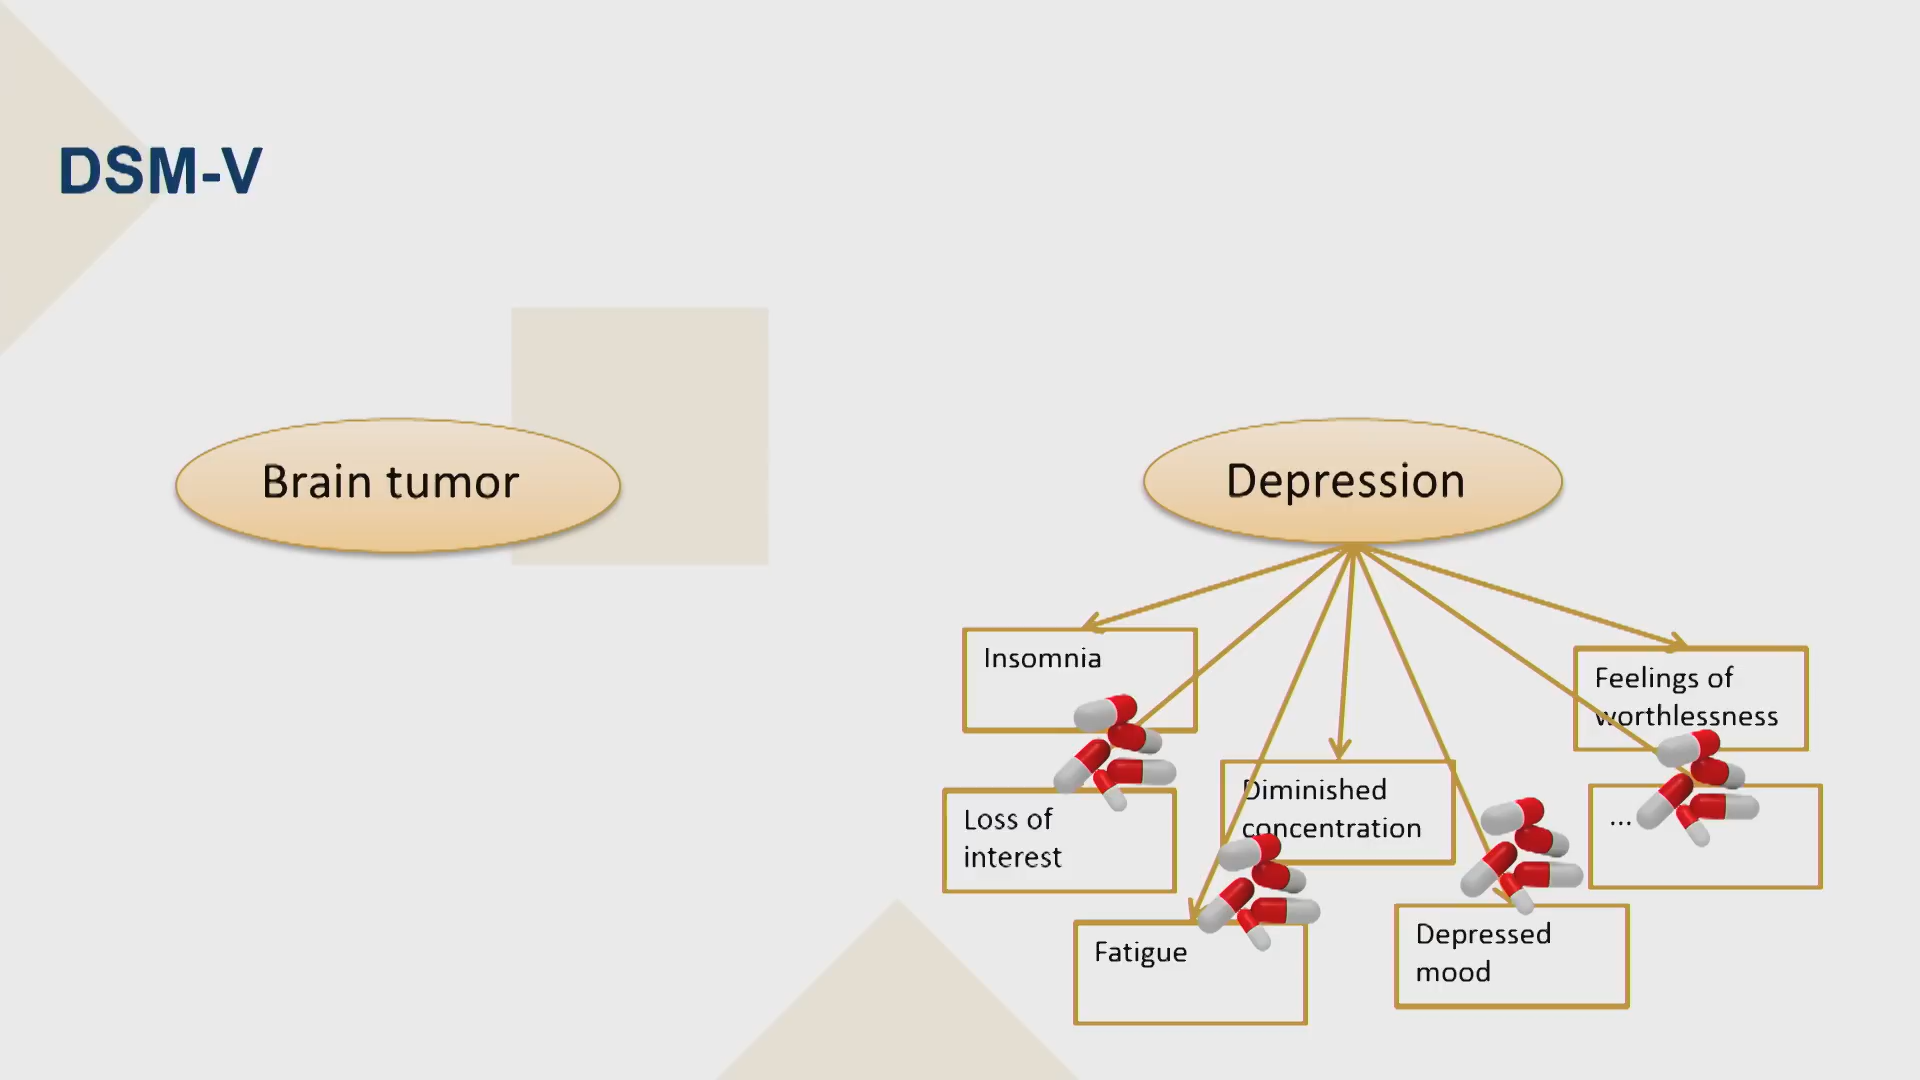 DSM-V
Brain tumor
Depression
Insomnia
Feelings of
worthlessness
Loss of
interest
Diminished
concentration
...
Fatigue
Depressed
mood